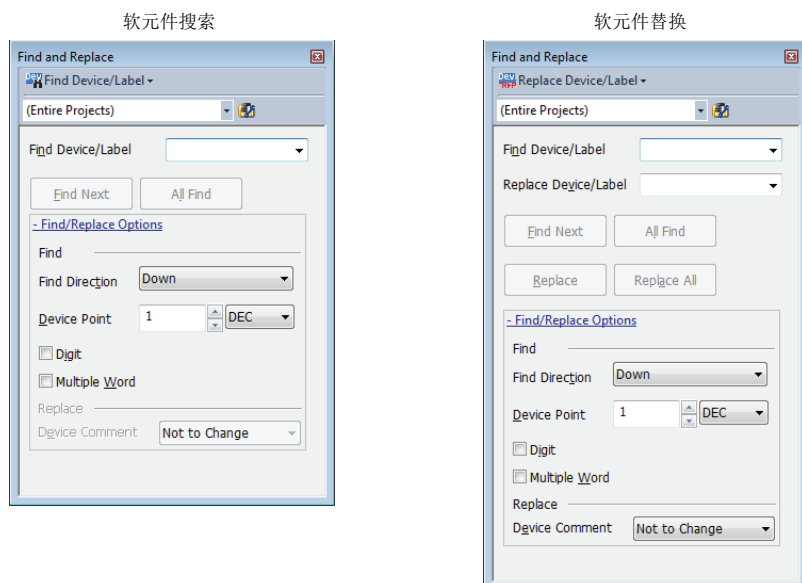 软元件搜索
Find and Replace
Find Device/Label
(Entire Projects)
Find Device/Label
Find Next All Find
- Find/Replace Options
Find
Find Direction Down
Device Point 1 DEC
Digit
Multiple Word
Replace
Device Comment Not to Change
软元件替换
Find and Replace
Replace Device/Label
(Entire Projects)
Find Device/Label
Replace Device/Label
Find Next All Find
Replace Replace All
- Find/Replace Options
Find
Find Direction Down
Device Point 1 DEC
Digit
Multiple Word
Replace
Device Comment Not to Change